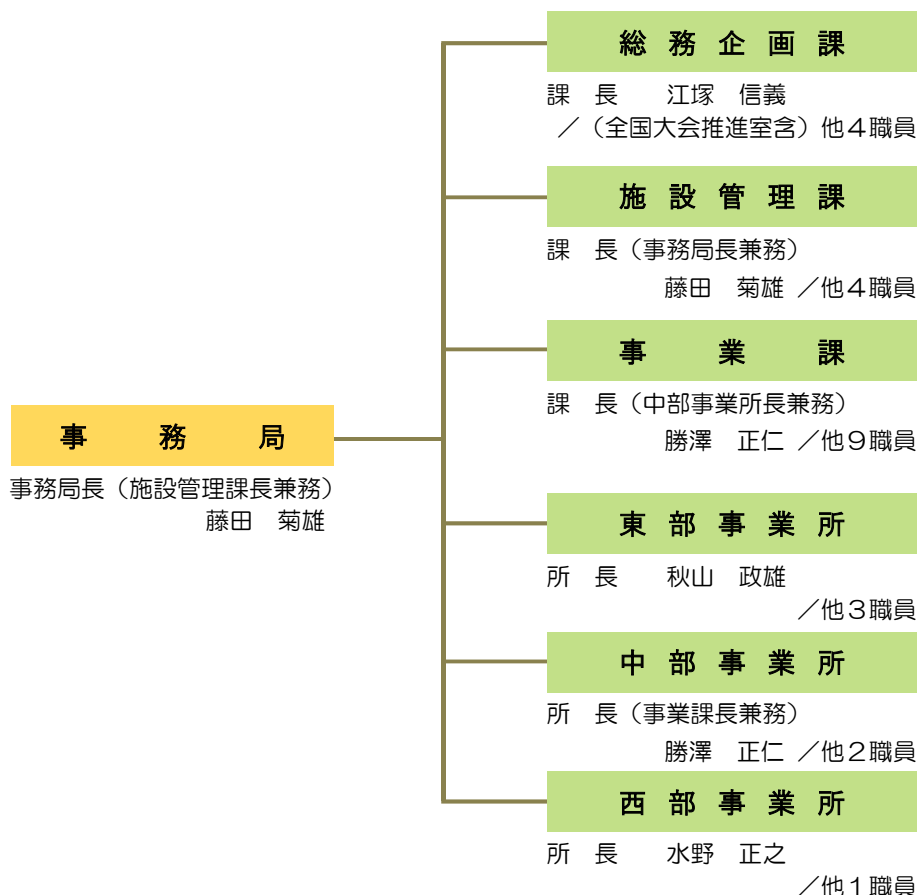 総務企画課
課　長　　江塚　信義
／（全国大会推進室含）他４職員
施設管理課
課　長（事務局長兼務）
藤田　菊雄 ／他４職員
事業課
課　長（中部事業所長兼務）
勝澤　正仁 ／他９職員
事務局
事務局長（施設管理課長兼務）
藤田　菊雄
東部事業所
所　長　　秋山　政雄
／他３職員
中部事業所
所　長（事業課長兼務）
勝澤　正仁 ／他２職員
西部事業所
所　長　　水野　正之
／他１職員